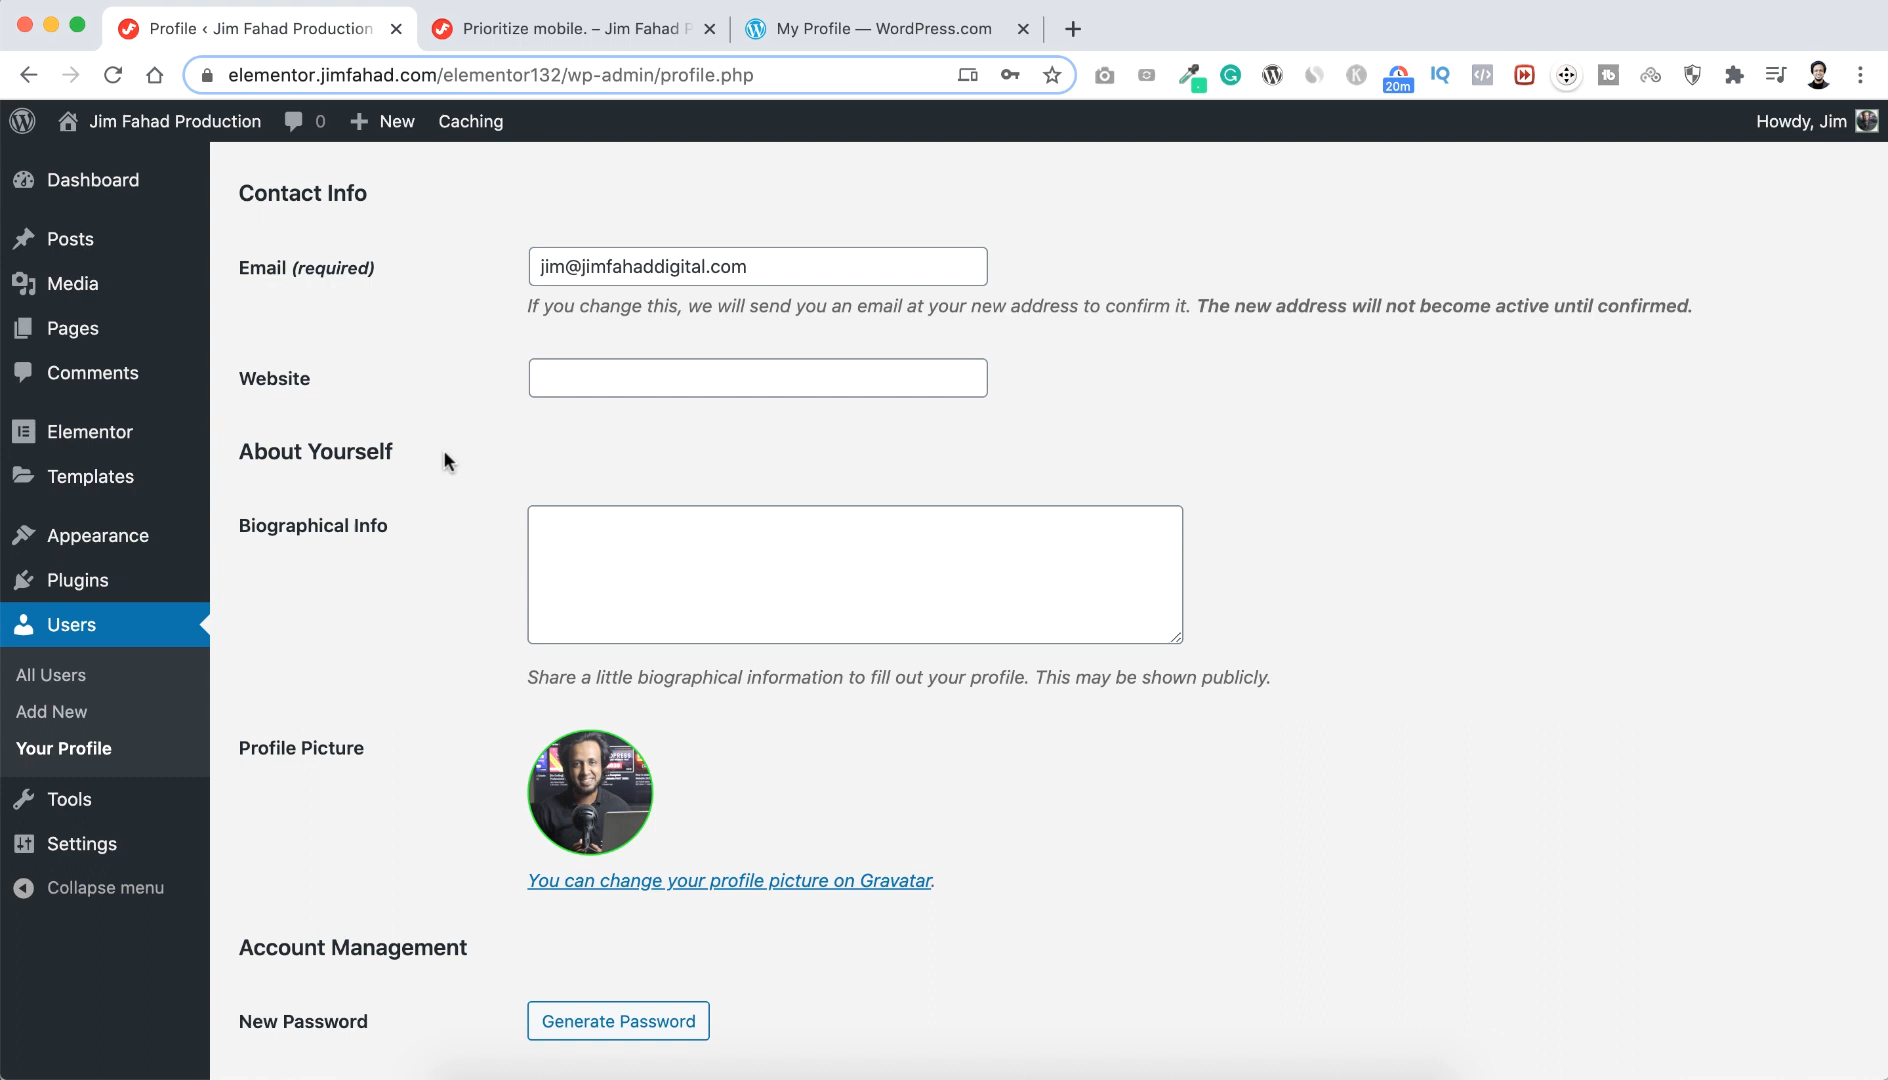 Profile ‹ Jim Fahad Production
Prioritize mobile. – Jim Fahad P
My Profile — WordPress.com
elementor.jimfahad.com/elementor132/wp-admin/profile.php
20m
IQ
Jim Fahad Production
0
New
Caching
Howdy, Jim
Dashboard
Posts
Media
Pages
Comments
Elementor
Templates
Appearance
Plugins
Users
All Users
Add New
Your Profile
Tools
Settings
Collapse menu
Contact Info
Email (required)
jim@jimfahaddigital.com
If you change this, we will send you an email at your new address to confirm it. The new address will not become active until confirmed.
Website
About Yourself
Biographical Info
Share a little biographical information to fill out your profile. This may be shown publicly.
Profile Picture
You can change your profile picture on Gravatar.
Account Management
New Password
Generate Password